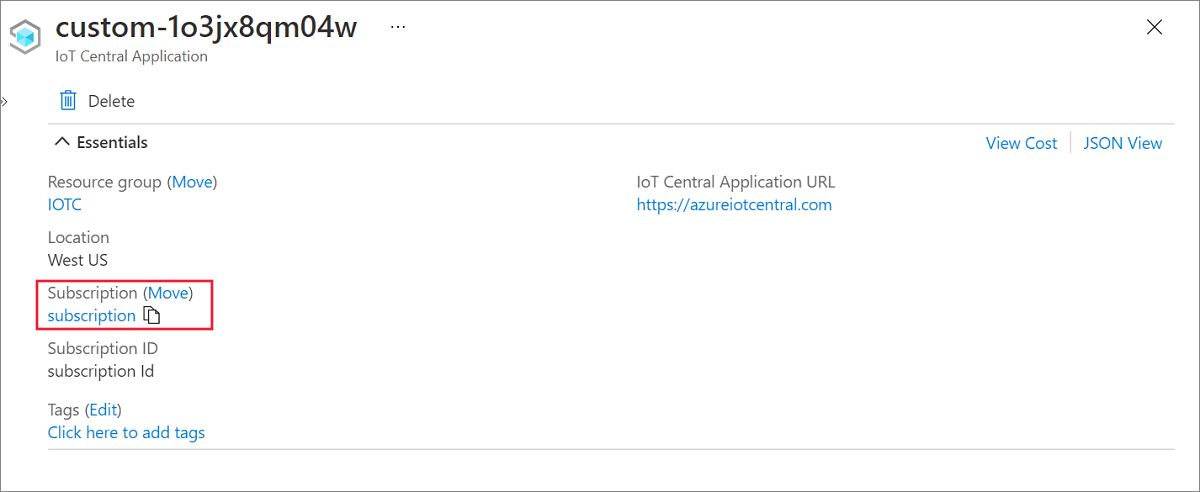 custom-1o3jx8qm04w ...
IoT Central Application
Delete
Essentials
View Cost
JSON View
Resource group (Move)
IOTC
IoT Central Application URL
https://azureiotcentral.com
Location
West US
Subscription (Move)
subscription
Subscription ID
subscription Id
Tags (Edit)
Click here to add tags